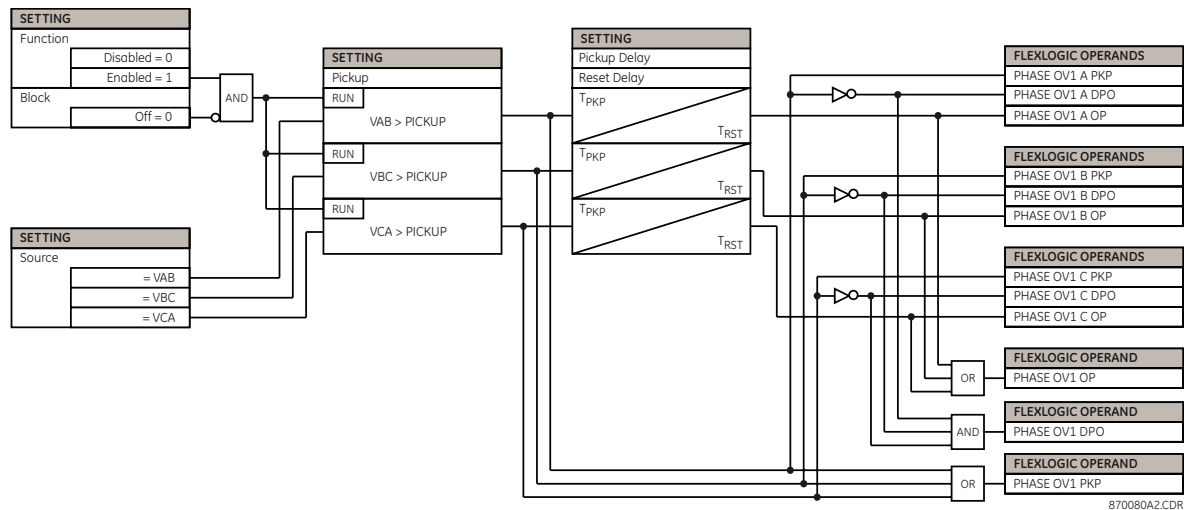 SETTING
Function
Disabled = 0
Enabled = 1
Block
Off = 0
AND
SETTING
Source
= VAB
= VBC
= VCA
SETTING
Pickup
RUN
VAB > PICKUP
RUN
VBC > PICKUP
RUN
VCA > PICKUP
SETTING
Pickup Delay
Reset Delay
TPKP
TRST
TPKP
TRST
TPKP
TRST
FLEXLOGIC OPERANDS
PHASE OV1 A PKP
PHASE OV1 A DPO
PHASE OV1 A OP
FLEXLOGIC OPERANDS
PHASE OV1 B PKP
PHASE OV1 B DPO
PHASE OV1 B OP
FLEXLOGIC OPERANDS
PHASE OV1 C PKP
PHASE OV1 C DPO
PHASE OV1 C OP
OR
FLEXLOGIC OPERAND
PHASE OV1 OP
AND
FLEXLOGIC OPERAND
PHASE OV1 DPO
OR
FLEXLOGIC OPERAND
PHASE OV1 PKP
870080A2.CDR